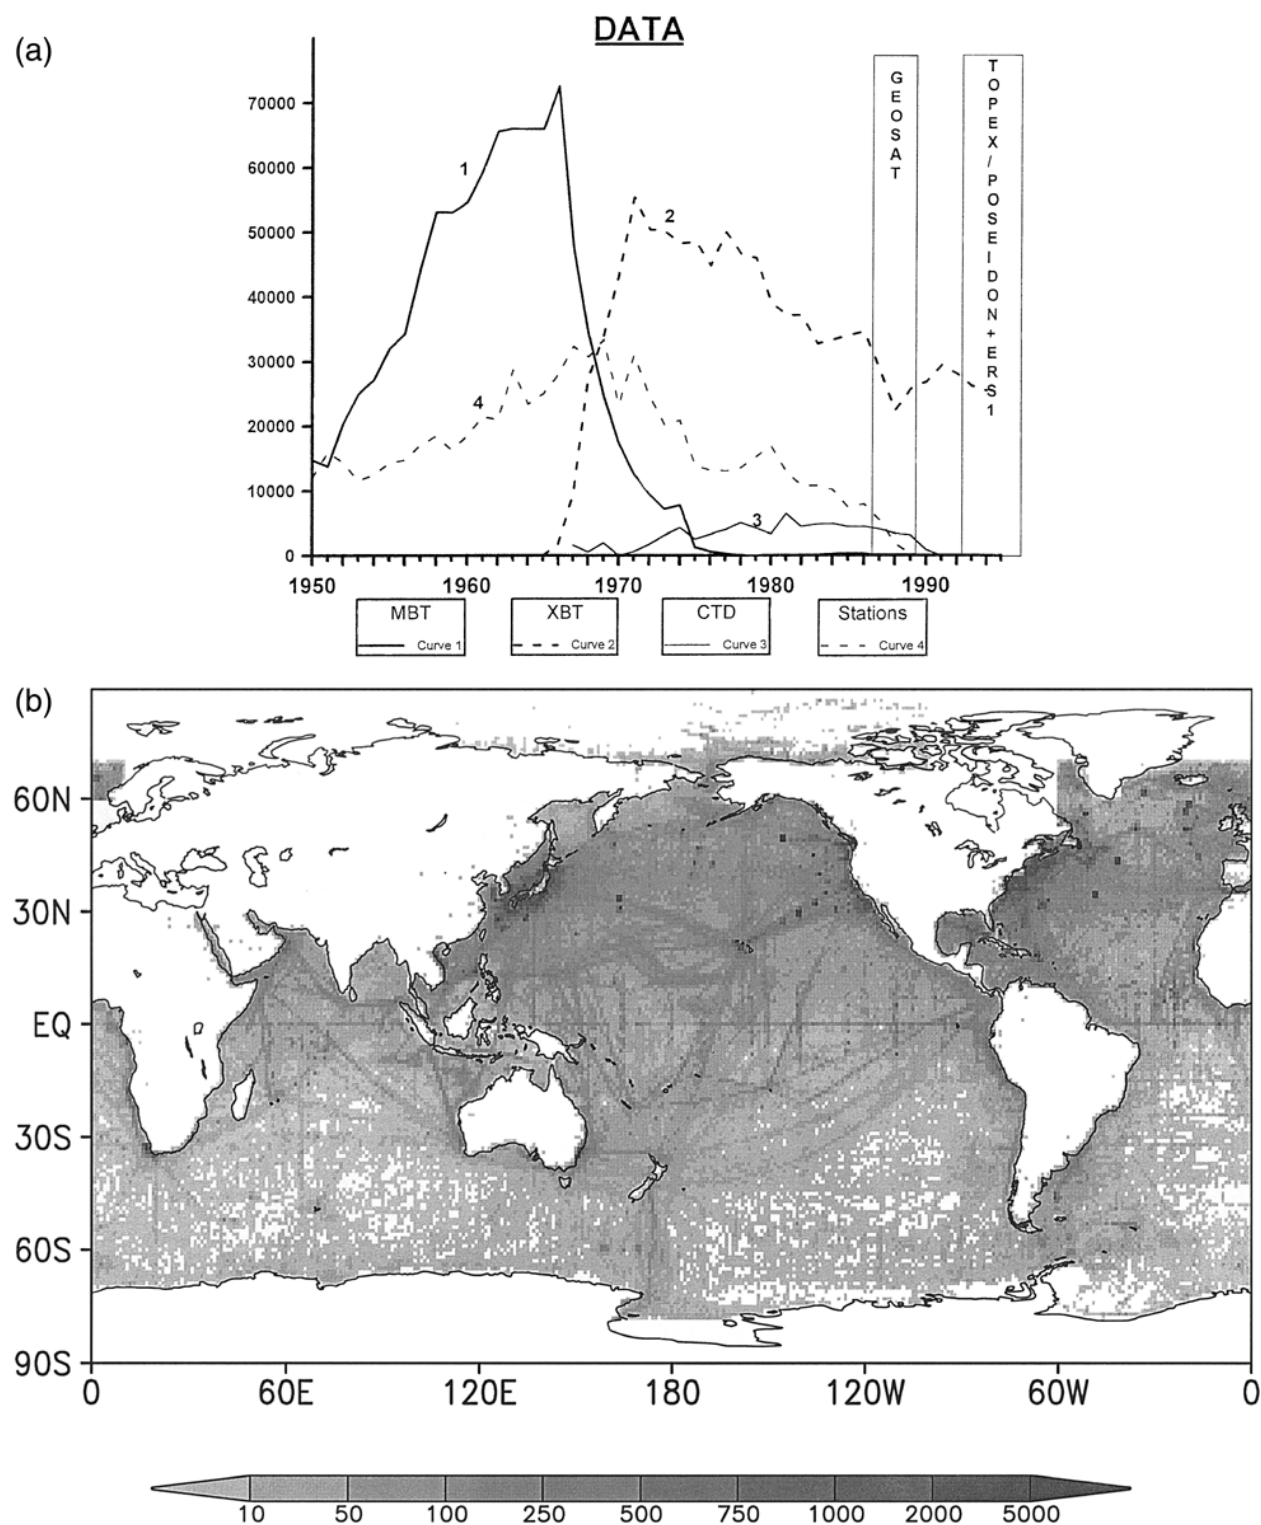 DATA
(a)
70000
60000
50000
40000
30000
20000
10000
0
1
2
3
4
GEOSAT
TOPEX/POSEIDON+ERS1
1950 1960 1970 1980 1990
MBT XBT CTD Stations
Curve 1 Curve 2 Curve 3 Curve 4
(b)
60N
30N
EQ
30S
60S
90S
0 60E 120E 180 120W 60W 0
10 50 100 250 500 750 1000 2000 5000